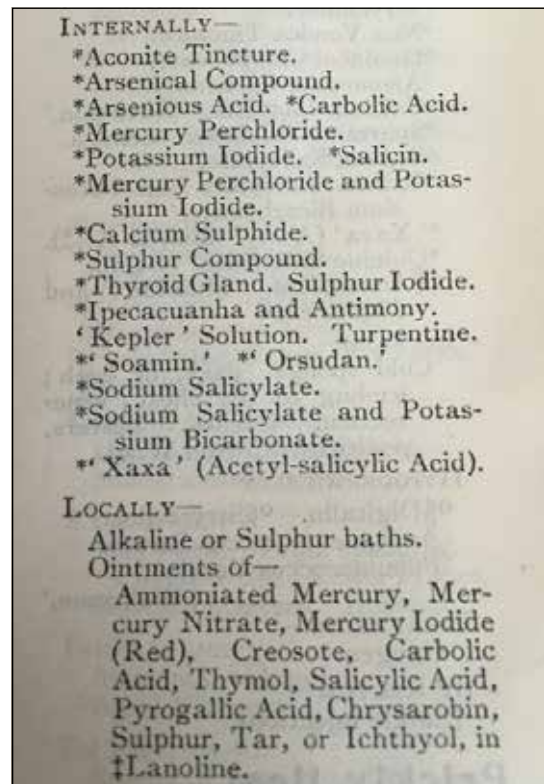 INTERNALLY—
*Aconite Tincture.
*Arsenical Compound.
*Arsenious Acid. *Carbolic Acid.
*Mercury Perchloride.
*Potassium Iodide. *Salicin.
*Mercury Perchloride and Potas-
sium Iodide.
*Calcium Sulphide.
*Sulphur Compound.
*Thyroid Gland. Sulphur Iodide.
*Ipecacuanha and Antimony.
‘Kepler’ Solution. Turpentine.
*‘Soamin.’ *‘Orsudan.’
*Sodium Salicylate.
*Sodium Salicylate and Potas-
sium Bicarbonate.
*‘Xaxa’ (Acetyl-salicylic Acid).
LOCALLY—
Alkaline or Sulphur baths.
Ointments of—
Ammoniated Mercury, Mer-
cury Nitrate, Mercury Iodide
(Red), Creosote, Carbolic
Acid, Thymol, Salicylic Acid,
Pyrogallic Acid, Chrysarobin,
Sulphur, Tar, or Ichthyol, in
‡Lanoline.